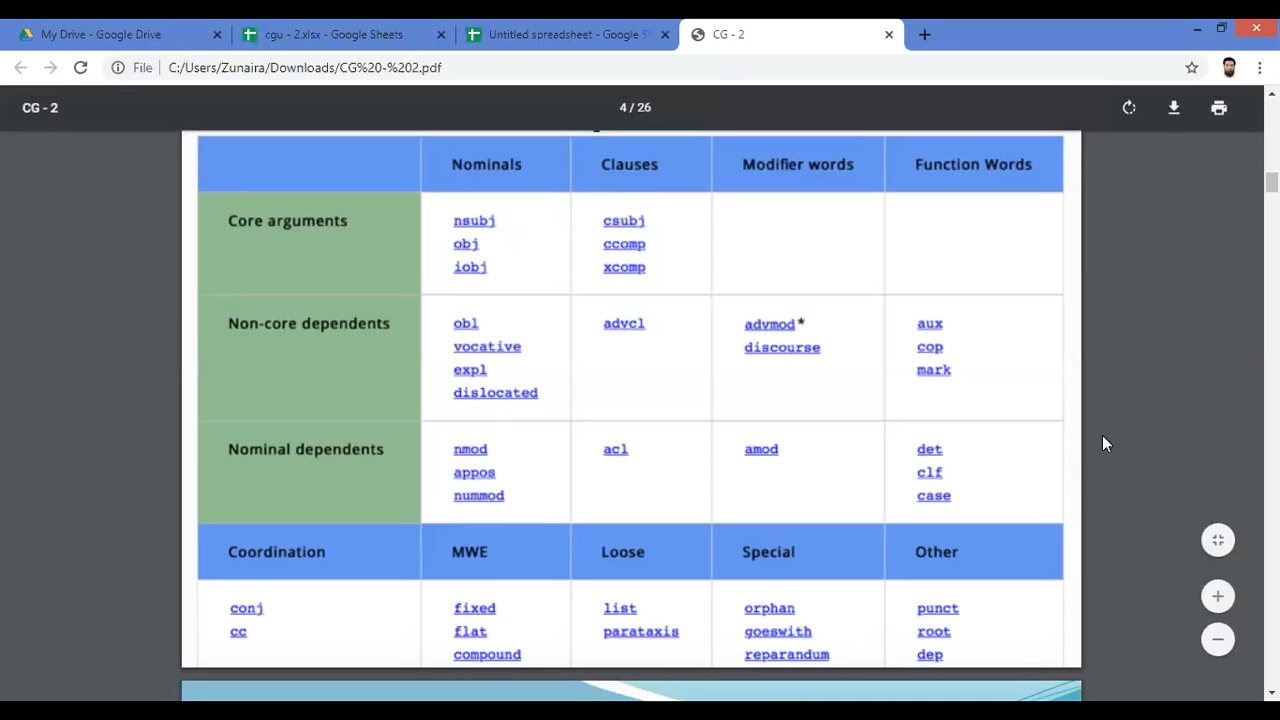 My Drive - Google Drive
cgu - 2.xlsx - Google Sheets
Untitled spreadsheet - Google S
CG - 2
File C:/Users/Zunaira/Downloads/CG%20-%202.pdf
CG - 2
4 / 26
Nominals Clauses Modifier words Function Words
Core arguments
nsubj csubj
obj ccomp
iobj xcomp
Non-core dependents
obl advcl advmod* aux
vocative discourse cop
expl mark
dislocated
Nominal dependents
nmod acl amod det
appos clf
nummod case
Coordination MWE Loose Special Other
conj fixed list orphan punct
cc flat parataxis goeswith root
compound reparandum dep